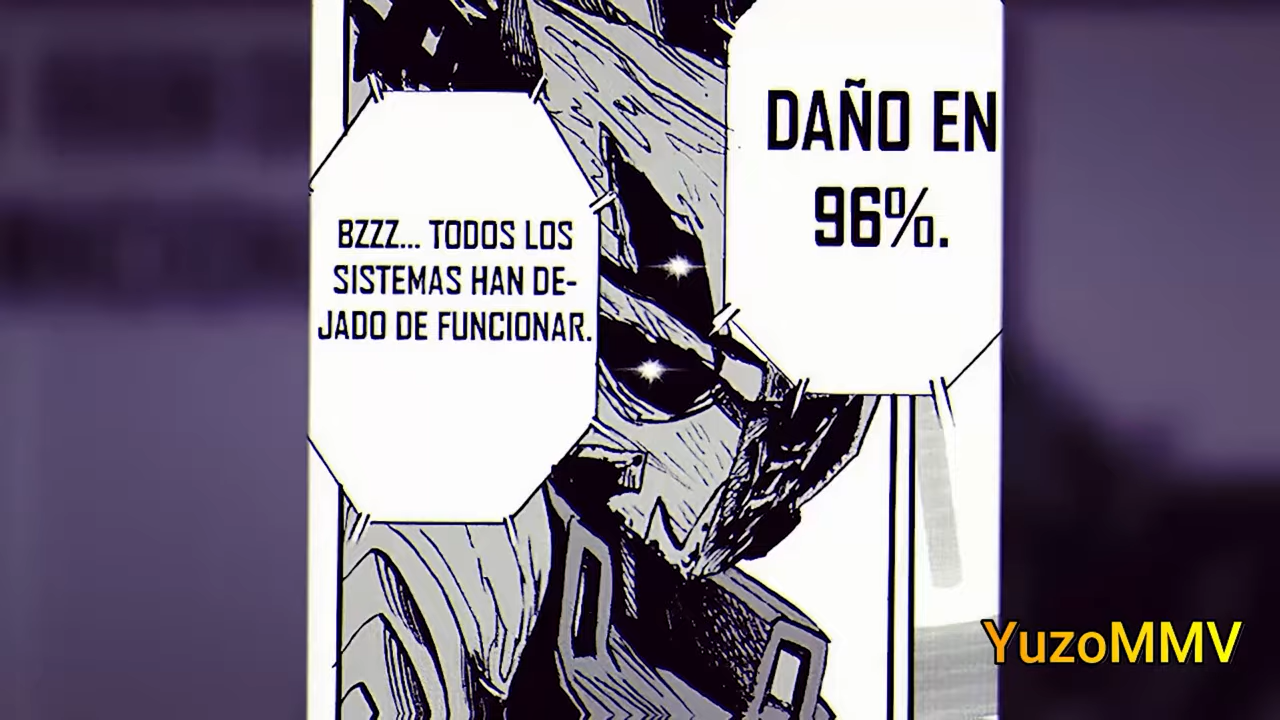 DAÑO EN
96%.
BZZZ... TODOS LOS
SISTEMAS HAN DE-
JADO DE FUNCIONAR.
YuzoMMV